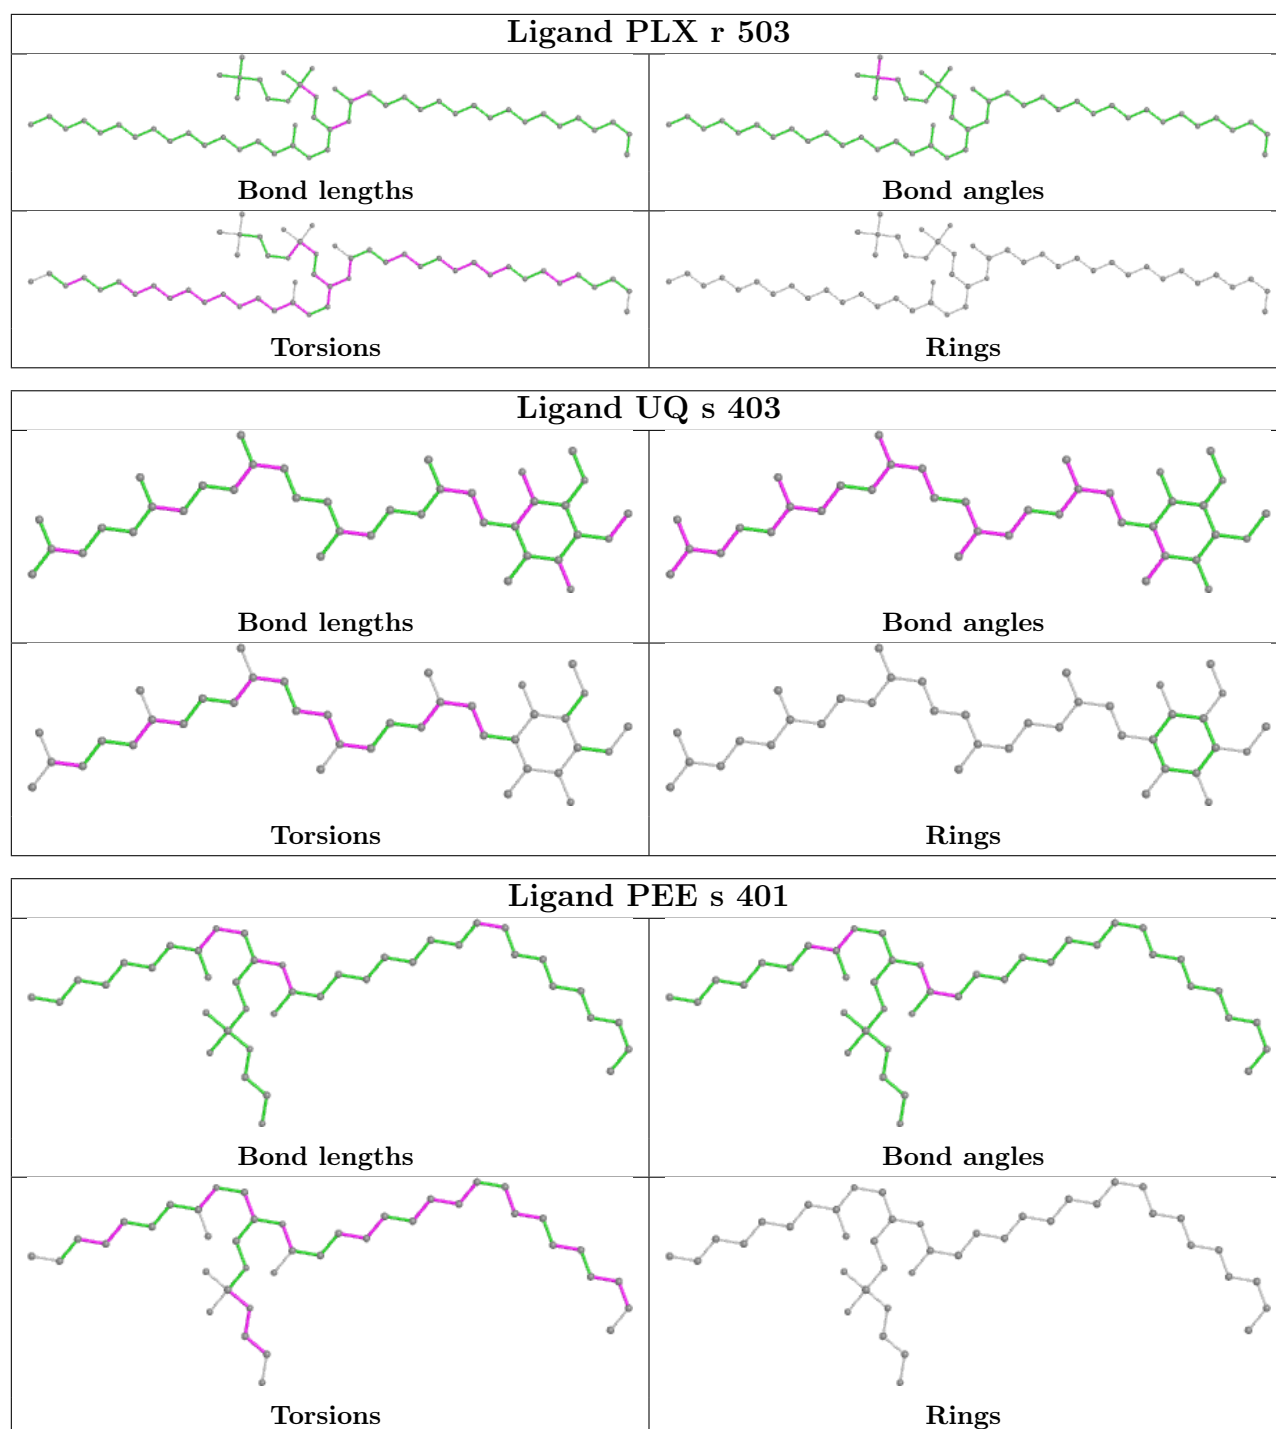 Ligand PLX r 503
Bond lengths
Bond angles
Torsions
Rings
Ligand UQ s 403
Bond lengths
Bond angles
Torsions
Rings
Ligand PEE s 401
Bond lengths
Bond angles
Torsions
Rings